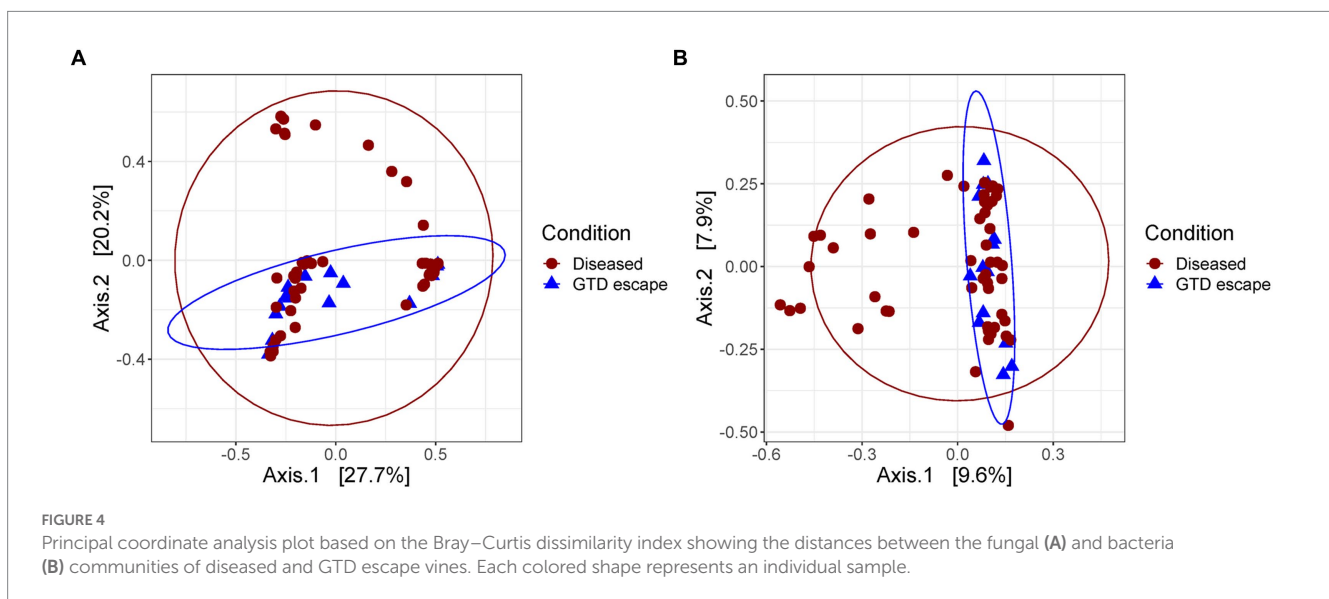 A
0.4
0.0
-0.4
Axis.2 [20.2%]
-0.5
0.0
0.5
Axis.1 [27.7%]
Condition
Diseased
GTD escape
B
0.50
0.25
0.00
-0.25
-0.50
Axis.2 [7.9%]
-0.6
-0.3
0.0
0.3
Axis.1 [9.6%]
Condition
Diseased
GTD escape
FIGURE 4
Principal coordinate analysis plot based on the Bray–Curtis dissimilarity index showing the distances between the fungal (A) and bacteria
(B) communities of diseased and GTD escape vines. Each colored shape represents an individual sample.